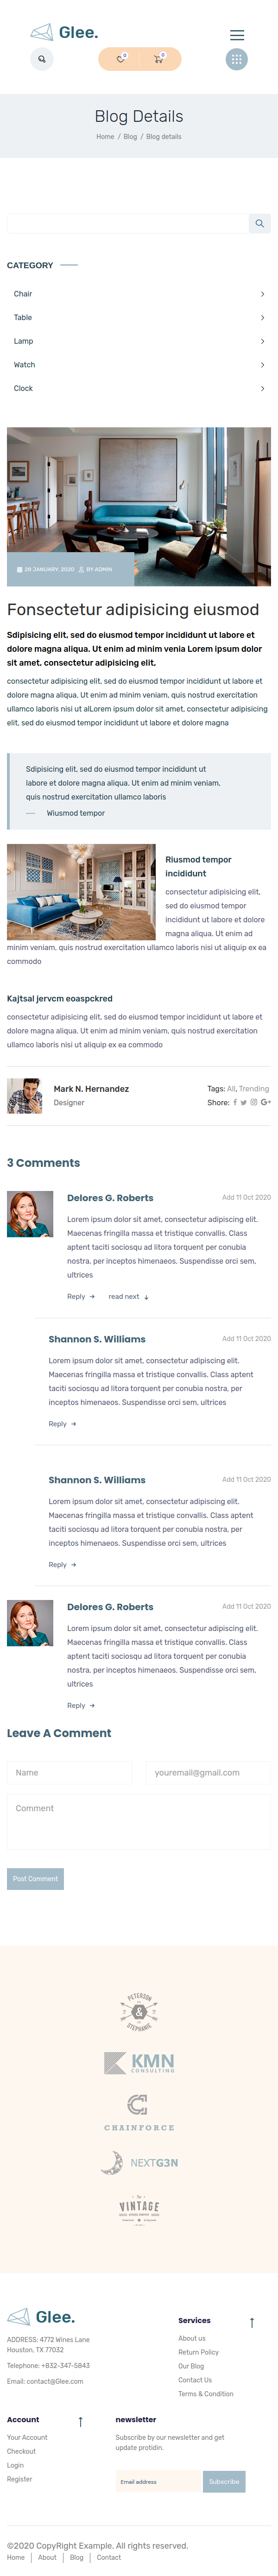 Glee.
0
0
Blog Details
Home / Blog / Blog details
CATEGORY
Chair
Table
Lamp
Watch
Clock
28 JANUARY, 2020 BY ADMIN
Fonsectetur adipisicing eiusmod
Sdipisicing elit, sed do eiusmod tempor incididunt ut labore et
dolore magna aliqua. Ut enim ad minim venia Lorem ipsum dolor
sit amet, consectetur adipisicing elit.
consectetur adipisicing elit, sed do eiusmod tempor incididunt ut labore et
dolore magna aliqua. Ut enim ad minim veniam, quis nostrud exercitation
ullamco laboris nisi ut alLorem ipsum dolor sit amet, consectetur adipisicing
elit, sed do eiusmod tempor incididunt ut labore et dolore magna
Sdipisicing elit, sed do eiusmod tempor incididunt ut
labore et dolore magna aliqua. Ut enim ad minim veniam,
quis nostrud exercitation ullamco laboris
Wiusmod tempor
Riusmod tempor
incididunt
consectetur adipisicing elit,
sed do eiusmod tempor
incididunt ut labore et dolore
magna aliqua. Ut enim ad
minim veniam, quis nostrud exercitation ullamco laboris nisi ut aliquip ex ea
commodo
Kajtsal jervcm eoaspckred
consectetur adipisicing elit, sed do eiusmod tempor incididunt ut labore et
dolore magna aliqua. Ut enim ad minim veniam, quis nostrud exercitation
ullamco laboris nisi ut aliquip ex ea commodo
Mark N. Hernandez
Designer
Tags: All, Trending
Shore:
3 Comments
Delores G. Roberts
Add 11 Oct 2020
Lorem ipsum dolor sit amet, consectetur adipiscing elit.
Maecenas fringilla massa et tristique convallis. Class
aptent taciti sociosqu ad litora torquent per conubia
nostra, per inceptos himenaeos. Suspendisse orci sem,
ultrices
Reply read next
Shannon S. Williams
Add 11 Oct 2020
Lorem ipsum dolor sit amet, consectetur adipiscing elit.
Maecenas fringilla massa et tristique convallis. Class aptent
taciti sociosqu ad litora torquent per conubia nostra, per
inceptos himenaeos. Suspendisse orci sem, ultrices
Reply
Shannon S. Williams
Add 11 Oct 2020
Lorem ipsum dolor sit amet, consectetur adipiscing elit.
Maecenas fringilla massa et tristique convallis. Class aptent
taciti sociosqu ad litora torquent per conubia nostra, per
inceptos himenaeos. Suspendisse orci sem, ultrices
Reply
Delores G. Roberts
Add 11 Oct 2020
Lorem ipsum dolor sit amet, consectetur adipiscing elit.
Maecenas fringilla massa et tristique convallis. Class
aptent taciti sociosqu ad litora torquent per conubia
nostra, per inceptos himenaeos. Suspendisse orci sem,
ultrices
Reply
Leave A Comment
Name
youremail@gmail.com
Comment
Post Comment
PETERSON
&
STEPHANIE
KMN
CONSULTING
CHAINFORCE
NEXTG3N
THE
VINTAGE
Glee.
ADDRESS: 4772 Wines Lane
Houston, TX 77032
Telephone: +832-347-5843
Email: contact@Glee.com
Services
About us
Return Policy
Our Blog
Contact Us
Terms & Condition
Account
Your Account
Checkout
Login
Register
newsletter
Subscribe by our newsletter and get
update protidin.
Email address
Subscribe
©2020 CopyRight Example. All rights reserved.
Home About Blog Contact